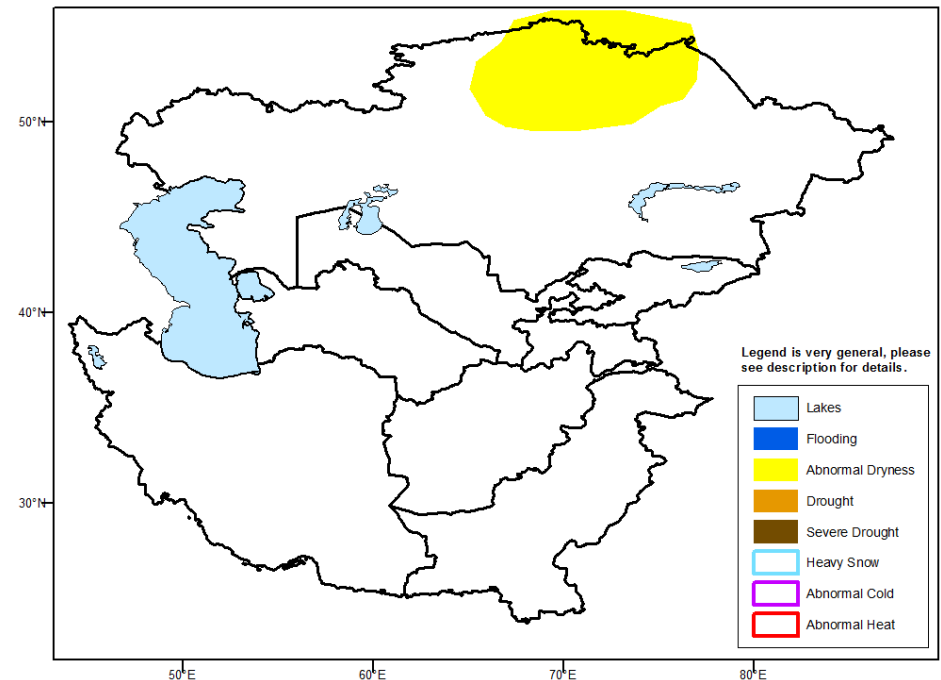 50°N
40°N
30°N
Legend is very general, please
see description for details.
Lakes
Flooding
Abnormal Dryness
Drought
Severe Drought
Heavy Snow
Abnormal Cold
Abnormal Heat
50°E
60°E
70°E
80°E